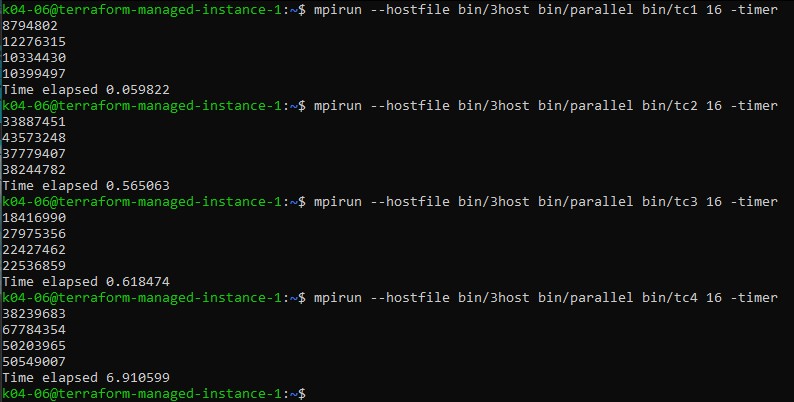 k04-06@terraform-managed-instance-1:~$ mpirun --hostfile bin/3host bin/parallel bin/tc1 16 -timer
8794802
12276315
10334430
10399497
Time elapsed 0.059822
k04-06@terraform-managed-instance-1:~$ mpirun --hostfile bin/3host bin/parallel bin/tc2 16 -timer
33887451
43573248
37779407
38244782
Time elapsed 0.565063
k04-06@terraform-managed-instance-1:~$ mpirun --hostfile bin/3host bin/parallel bin/tc3 16 -timer
18416990
27975356
22427462
22536859
Time elapsed 0.618474
k04-06@terraform-managed-instance-1:~$ mpirun --hostfile bin/3host bin/parallel bin/tc4 16 -timer
38239683
67784354
50203965
50549007
Time elapsed 6.910599
k04-06@terraform-managed-instance-1:~$